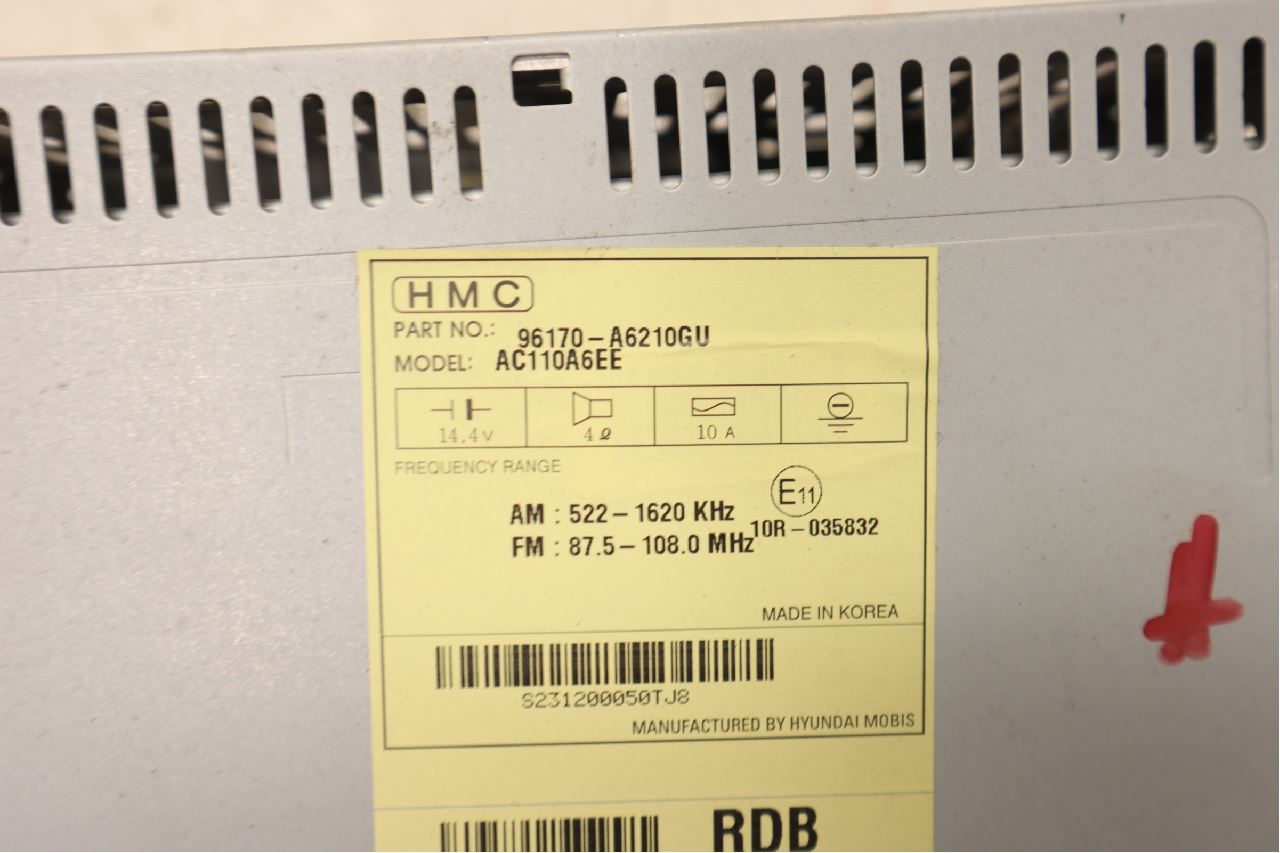 HMC
PART NO.: 96170-A6210GU
MODEL: AC110A6EE
14.4V 4Ω 10 A
FREQUENCY RANGE
E11
AM : 522-1620 KHz
10R-035832
FM : 87.5-108.0 MHz
MADE IN KOREA
S231200050TJ8
MANUFACTURED BY HYUNDAI MOBIS
RDB